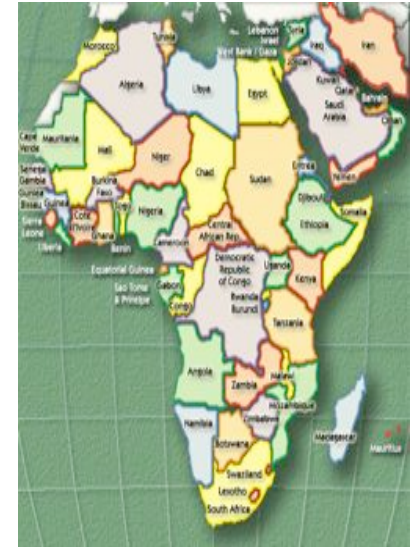 Lebanon
Israel
West Bank / Gaza
Syria
Iraq
Iran
Jordan
Tunisia
Morocco
Algeria
Libya
Egypt
Kuwait
Qatar
Bahrain
Saudi
Arabia
Oman
Yemen
Cape
Verde
Mauritania
Mali
Niger
Chad
Sudan
Eritrea
Djibouti
Ethiopia
Somalia
Senegal
Gambia
Guinea
Bissau
Guinea
Sierra
Leone
Liberia
Burkina
Faso
Cote
d'Ivoire
Ghana
Togo
Benin
Nigeria
Cameroon
Central
African Rep.
Equatorial Guinea
Sao Tome
& Principe
Gabon
Congo
Democratic
Republic
of Congo
Uganda
Kenya
Rwanda
Burundi
Tanzania
Angola
Zambia
Malawi
Mozambique
Zimbabwe
Namibia
Botswana
Madagascar
Mauritius
Swaziland
Lesotho
South Africa